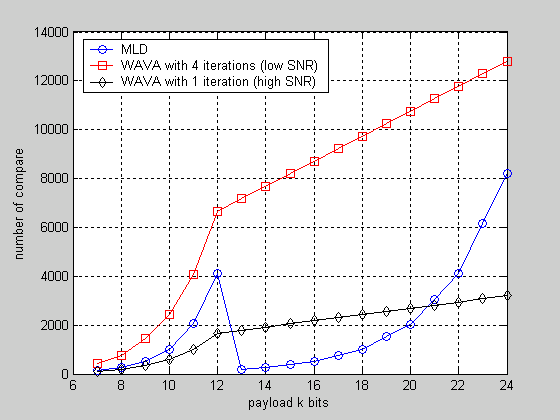 14000
12000
10000
8000
6000
4000
2000
0
number of compare
MLD
WAVA with 4 iterations (low SNR)
WAVA with 1 iteration (high SNR)
6 8 10 12 14 16 18 20 22 24
payload k bits